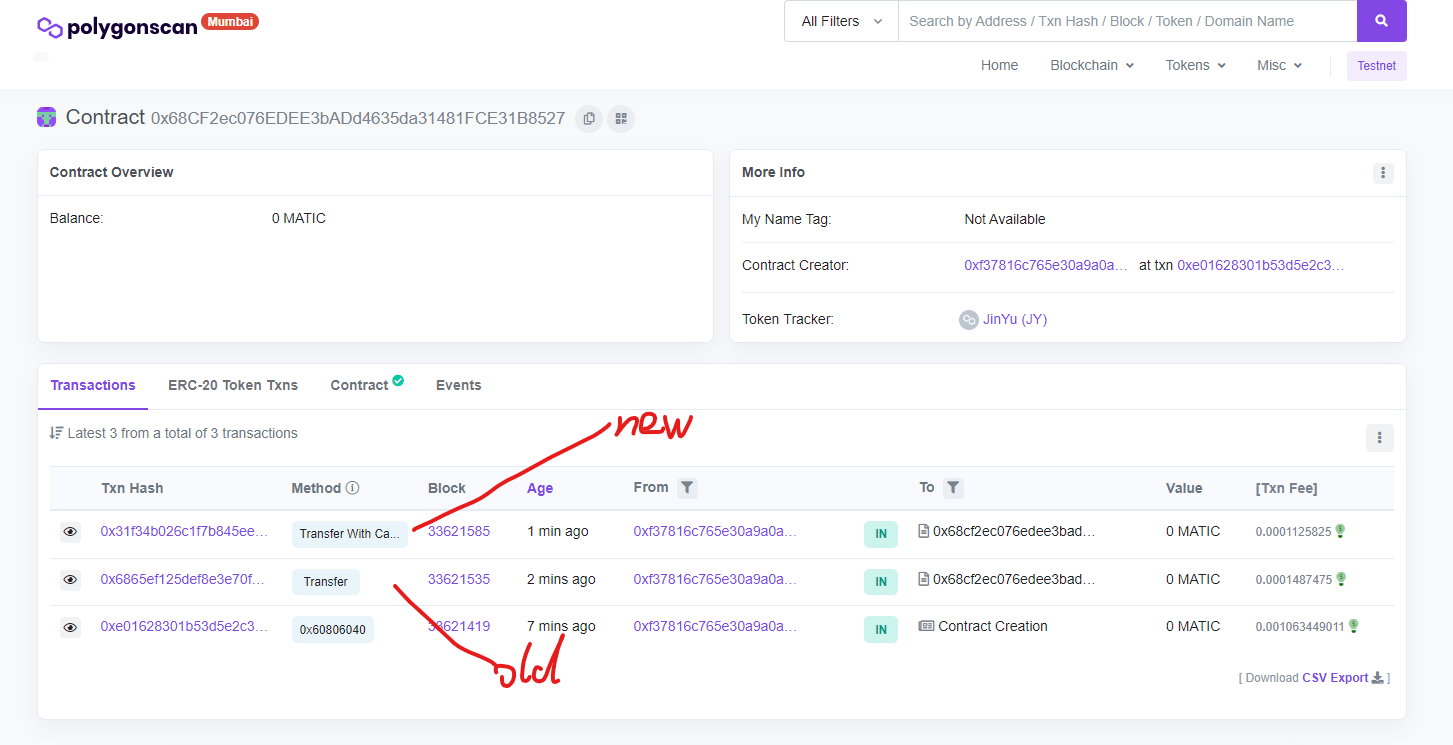 polygonscan Mumbai
All Filters
Search by Address / Txn Hash / Block / Token / Domain Name
Home Blockchain Tokens Misc Testnet
Contract 0x68CF2ec076EDEE3bADd4635da31481FCE31B8527
Contract Overview
Balance: 0 MATIC
More Info
My Name Tag: Not Available
Contract Creator: 0xf37816c765e30a9a0a... at txn 0xe01628301b53d5e2c3...
Token Tracker: JinYu (JY)
Transactions ERC-20 Token Txns Contract Events
new
Latest 3 from a total of 3 transactions
Txn Hash Method Block Age From To Value [Txn Fee]
0x31f34b026c1f7b845ee... Transfer With Ca... 33621585 1 min ago 0xf37816c765e30a9a0a... IN 0x68cf2ec076edee3bad... 0 MATIC 0.0001125825
0x6865ef125def8e3e70f... Transfer 33621535 2 mins ago 0xf37816c765e30a9a0a... IN 0x68cf2ec076edee3bad... 0 MATIC 0.0001487475
0xe01628301b53d5e2c3... 0x60806040 33621419 7 mins ago 0xf37816c765e30a9a0a... IN Contract Creation 0 MATIC 0.001063449011
old
[ Download CSV Export ]